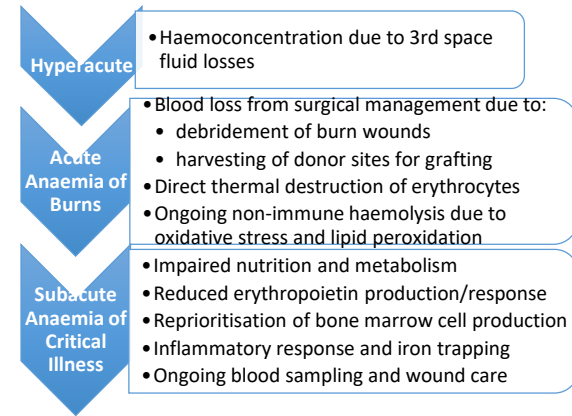 Hyperacute
•Haemoconcentration due to 3rd space
fluid losses
Acute
Anaemia of
Burns
•Blood loss from surgical management due to:
• debridement of burn wounds
• harvesting of donor sites for grafting
•Direct thermal destruction of erythrocytes
•Ongoing non-immune haemolysis due to
oxidative stress and lipid peroxidation
Subacute
Anaemia of
Critical
Illness
•Impaired nutrition and metabolism
•Reduced erythropoietin production/response
•Reprioritisation of bone marrow cell production
•Inflammatory response and iron trapping
•Ongoing blood sampling and wound care